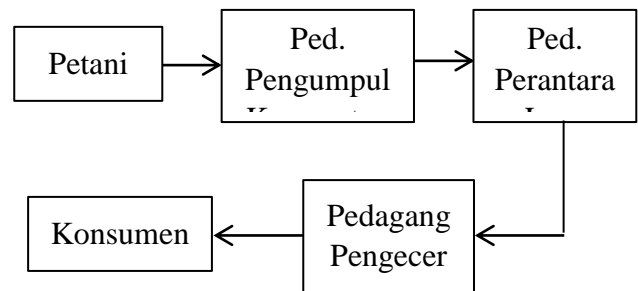 Petani
Ped.
Pengumpul
Ped.
Perantara
Pedagang
Pengecer
Konsumen